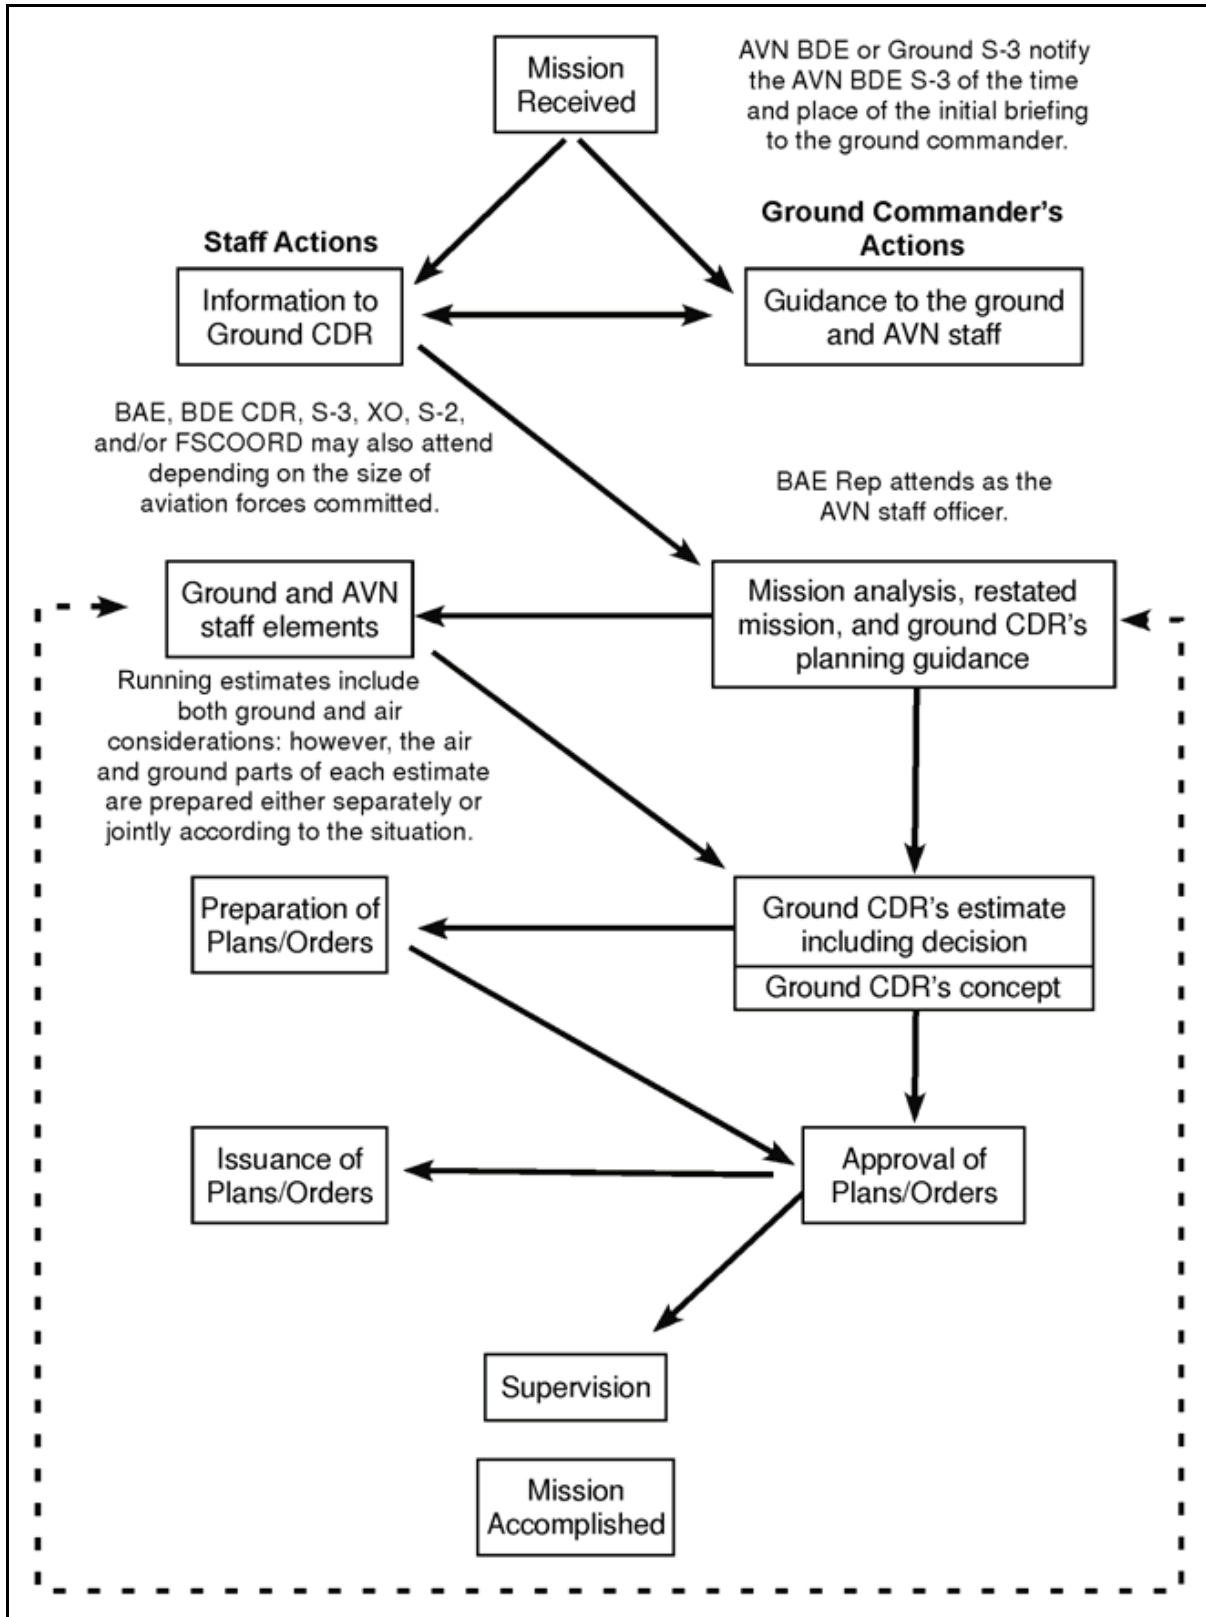 Mission
Received
AVN BDE or Ground S-3 notify
the AVN BDE S-3 of the time
and place of the initial briefing
to the ground commander.
Staff Actions
Ground Commander's
Actions
Information to
Ground CDR
Guidance to the ground
and AVN staff
BAE, BDE CDR, S-3, XO, S-2,
and/or FSCOORD may also attend
depending on the size of
aviation forces committed.
BAE Rep attends as the
AVN staff officer.
Ground and AVN
staff elements
Mission analysis, restated
mission, and ground CDR's
planning guidance
Running estimates include
both ground and air
considerations: however, the air
and ground parts of each estimate
are prepared either separately or
jointly according to the situation.
Preparation of
Plans/Orders
Ground CDR's estimate
including decision
Ground CDR's concept
Issuance of
Plans/Orders
Approval of
Plans/Orders
Supervision
Mission
Accomplished